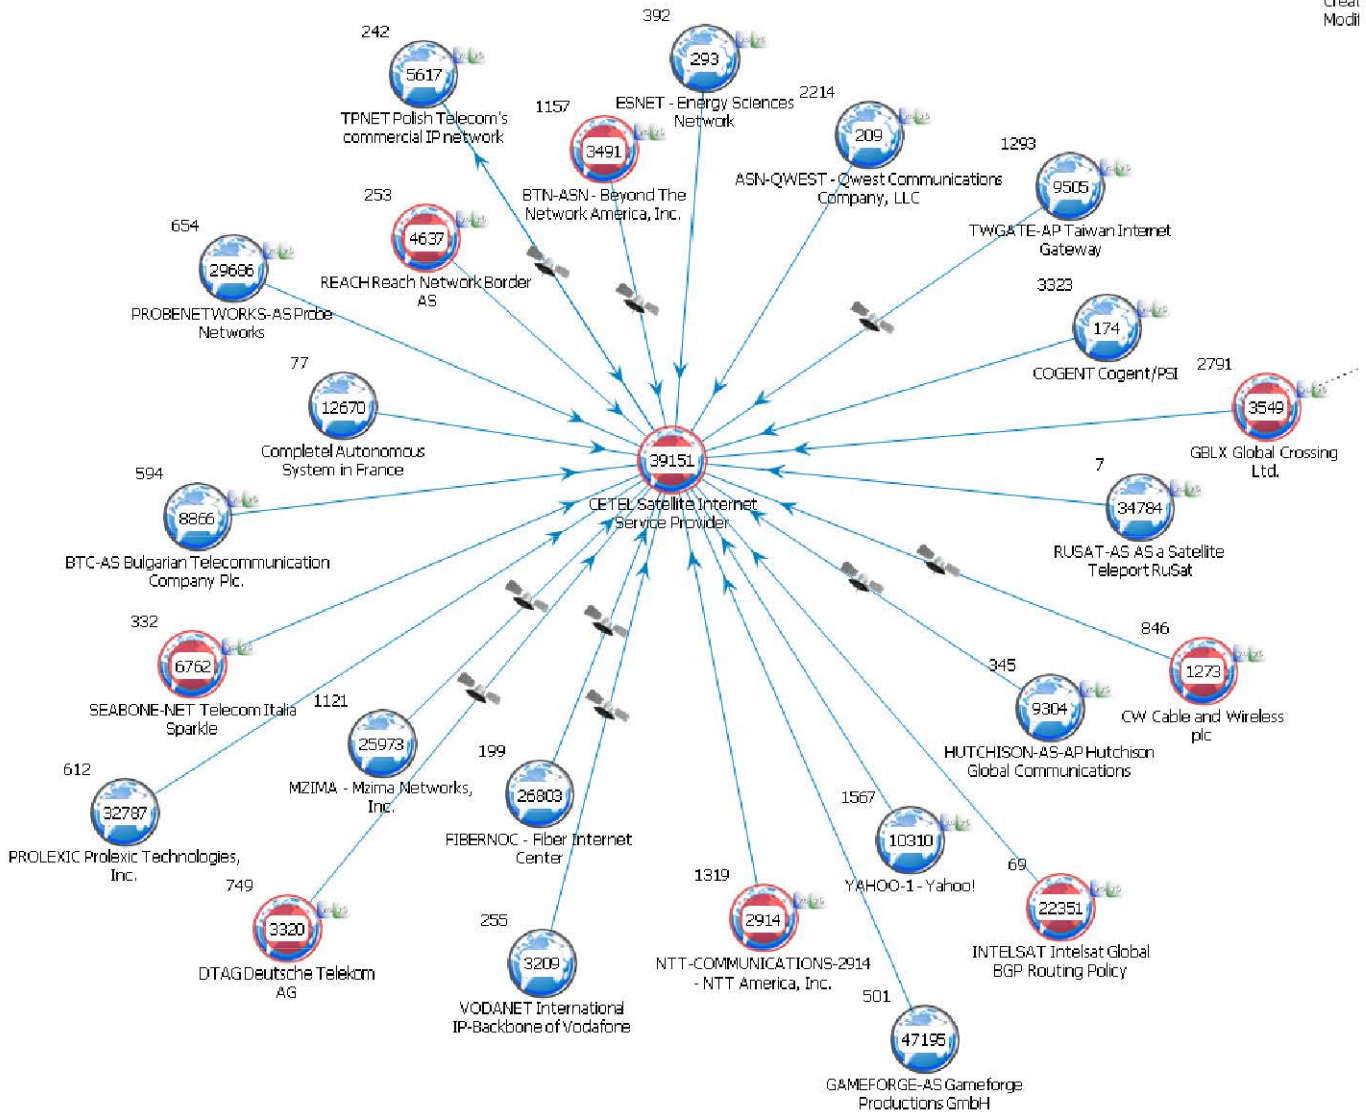 Modif
392
293
ESNET - Energy Sciences
Network
242
5617
TPNET Polish Telecom's
commercial IP network
1157
3491
BTN-ASN - Beyond The
Network America, Inc.
2214
209
ASN-QWEST - Qwest Communications
Company, LLC
1293
9505
TWGATE-AP Taiwan Internet
Gateway
253
4637
REACH Reach Network Border
AS
654
29686
PROBENETWORKS-AS Probe
Networks
3323
174
COGENT Cogent/PSI
2791
3549
GBLX Global Crossing
Ltd.
77
12670
Completel Autonomous
System in France
39151
CETEL Satellite Internet
Service Provider
594
8866
BTC-AS Bulgarian Telecommunication
Company Plc.
7
34784
RUSAT-AS AS a Satellite
Teleport RuSat
332
6762
SEABONE-NET Telecom Italia
Sparkle
846
1273
CW Cable and Wireless
plc
345
9304
HUTCHISON-AS-AP Hutchison
Global Communications
1121
25973
MZIMA - Mzima Networks,
Inc.
612
32787
PROLEXIC Prolexic Technologies,
Inc.
199
26803
FIBERNOC - Fiber Internet
Center
1567
10310
YAHOO-1 - Yahoo!
749
3320
DTAG Deutsche Telekom
AG
255
3209
VODANET International
IP-Backbone of Vodafone
1319
2914
NTT-COMMUNICATIONS-2914
- NTT America, Inc.
69
22351
INTELSAT Intelsat Global
BGP Routing Policy
501
47195
GAMEFORGE-AS Gameforge
Productions GmbH